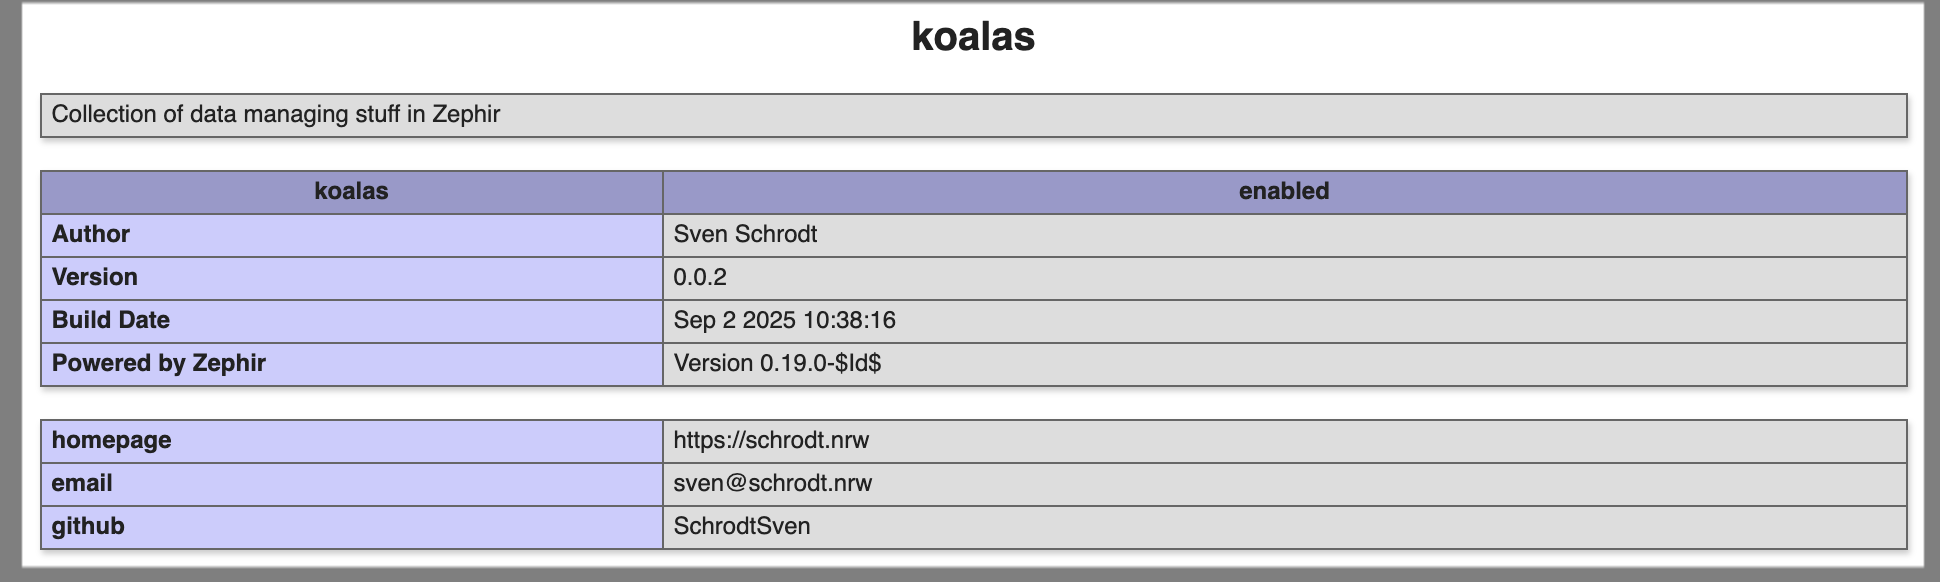 koalas
Collection of data managing stuff in Zephir
koalas enabled
Author Sven Schrodt
Version 0.0.2
Build Date Sep 2 2025 10:38:16
Powered by Zephir Version 0.19.0-$Id$
homepage https://schrodt.nrw
email sven@schrodt.nrw
github SchrodtSven